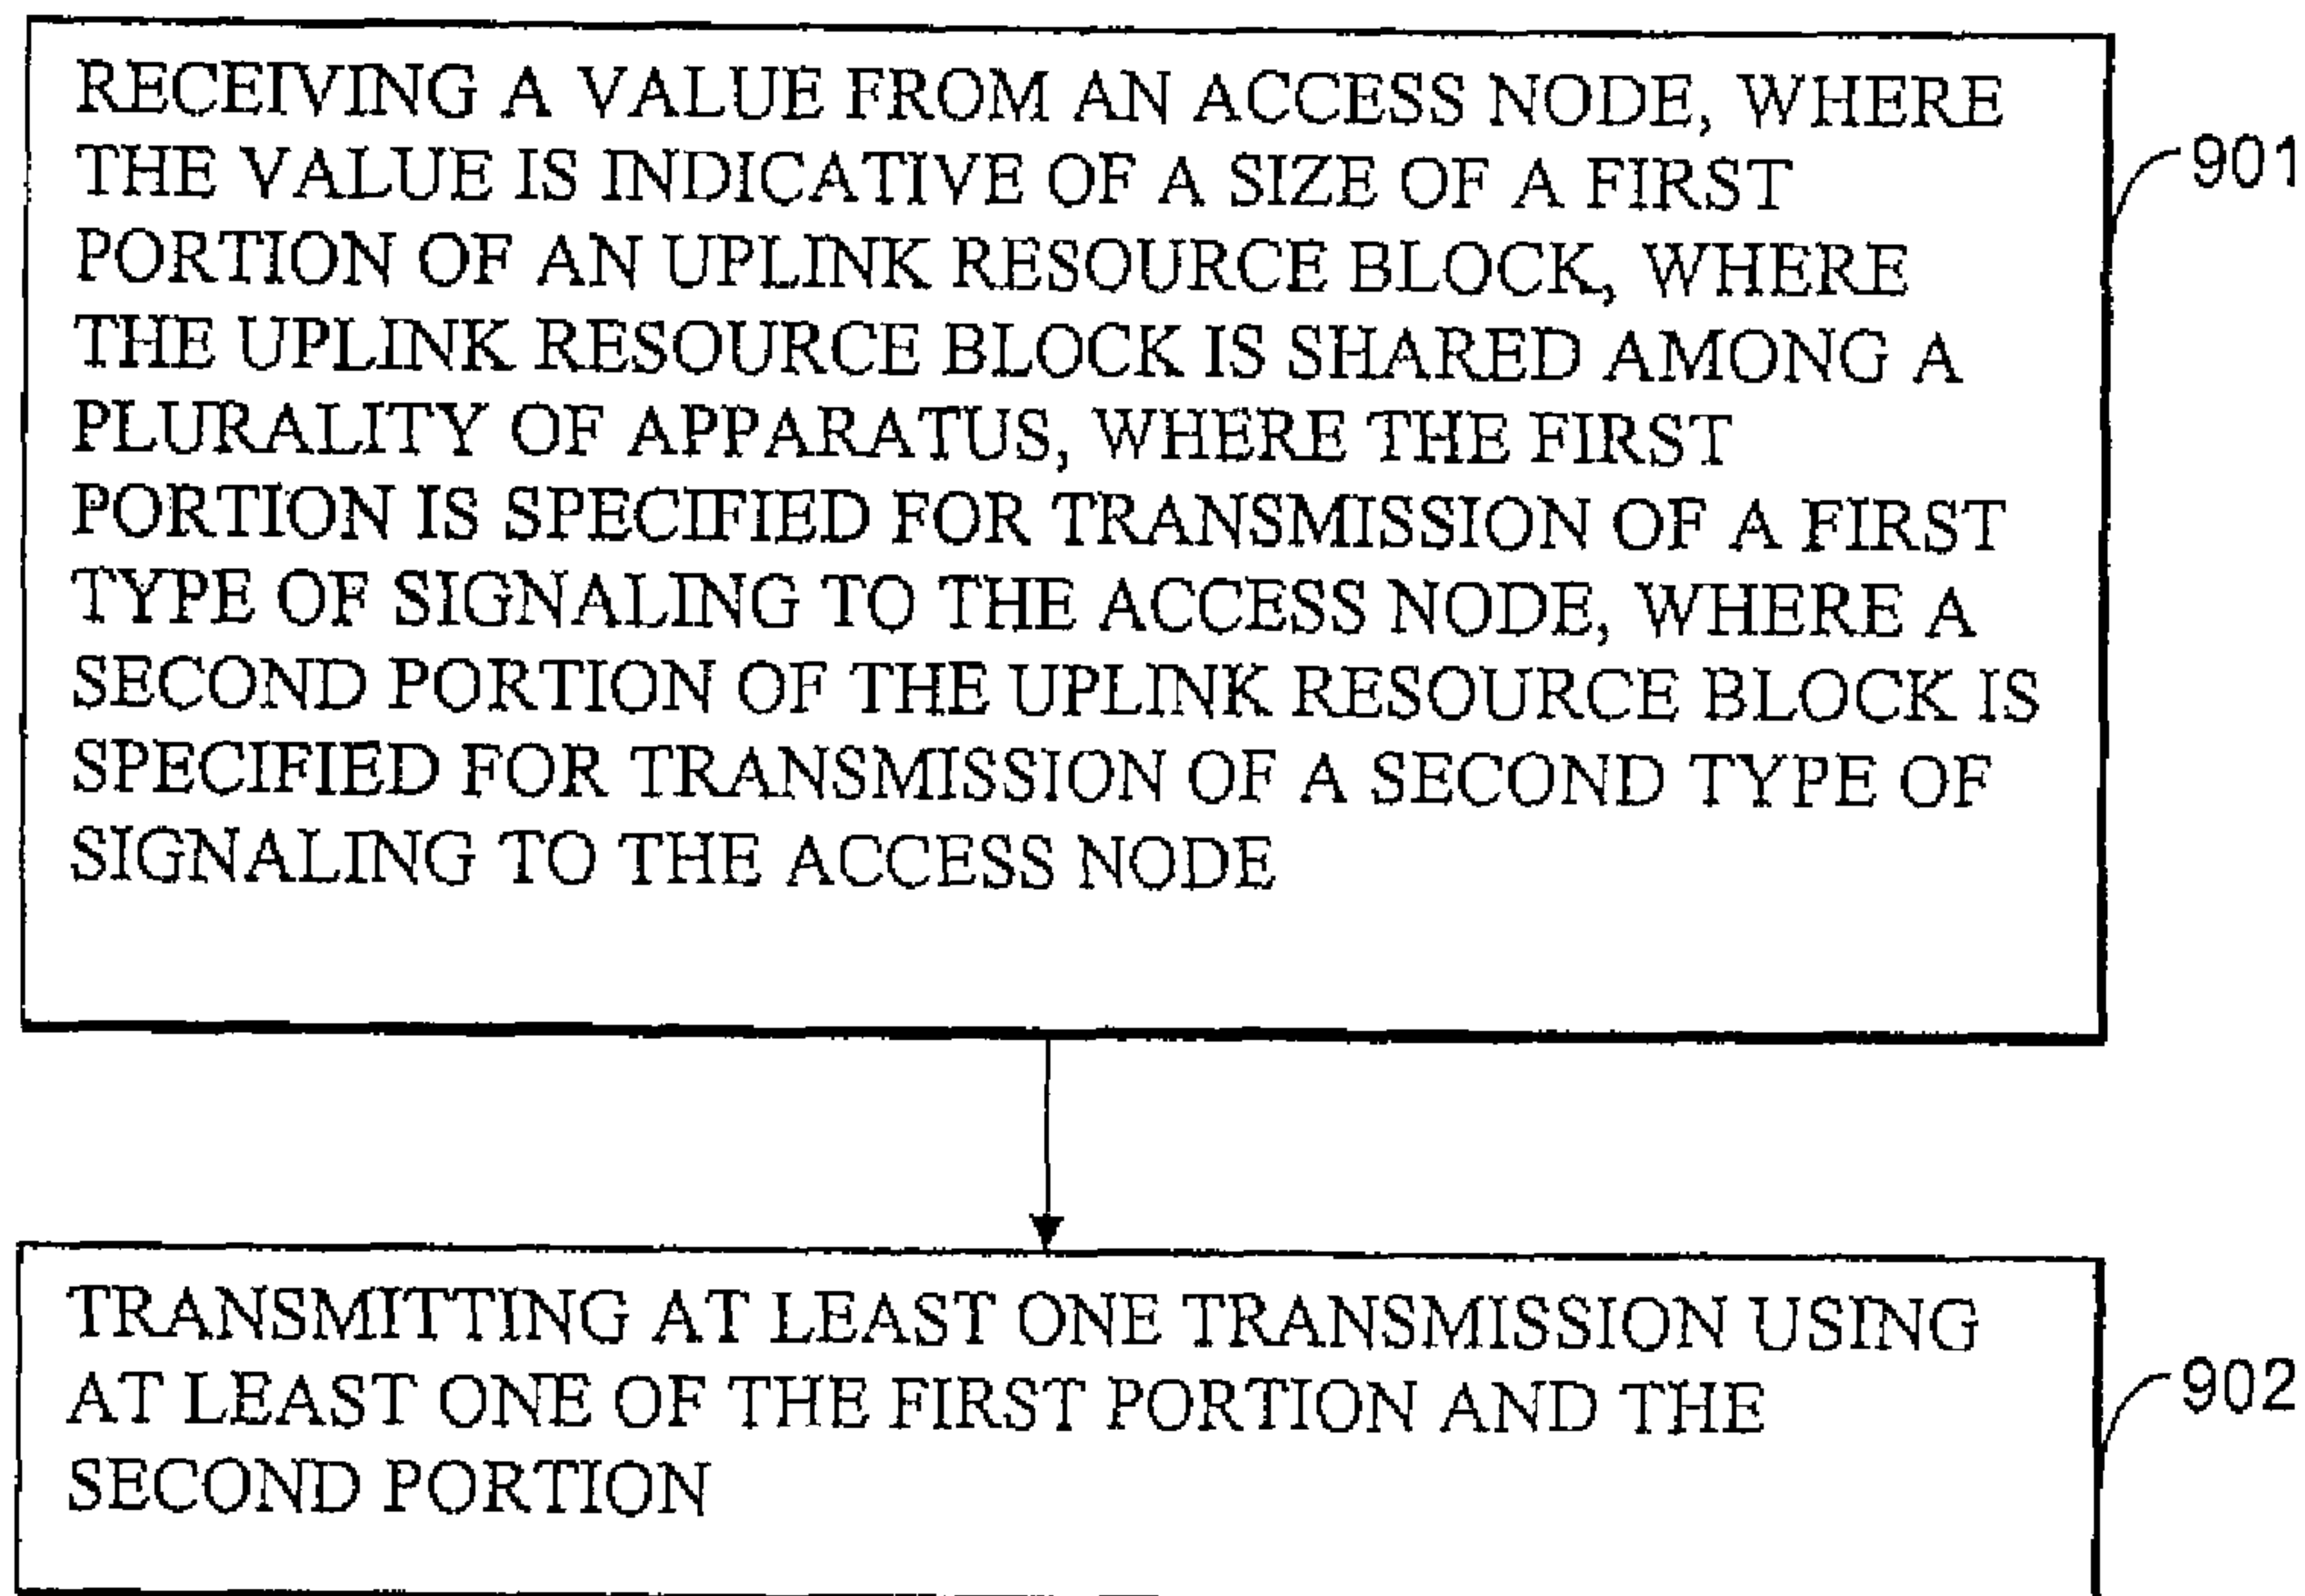 RECEIVING A VALUE FROM AN ACCESS NODE, WHERE
THE VALUE IS INDICATIVE OF A SIZE OF A FIRST
PORTION OF AN UPLINK RESOURCE BLOCK, WHERE
THE UPLINK RESOURCE BLOCK IS SHARED AMONG A
PLURALITY OF APPARATUS, WHERE THE FIRST
PORTION IS SPECIFIED FOR TRANSMISSION OF A FIRST
TYPE OF SIGNALING TO THE ACCESS NODE, WHERE A
SECOND PORTION OF THE UPLINK RESOURCE BLOCK IS
SPECIFIED FOR TRANSMISSION OF A SECOND TYPE OF
SIGNALING TO THE ACCESS NODE
901
TRANSMITTING AT LEAST ONE TRANSMISSION USING
AT LEAST ONE OF THE FIRST PORTION AND THE
SECOND PORTION
902